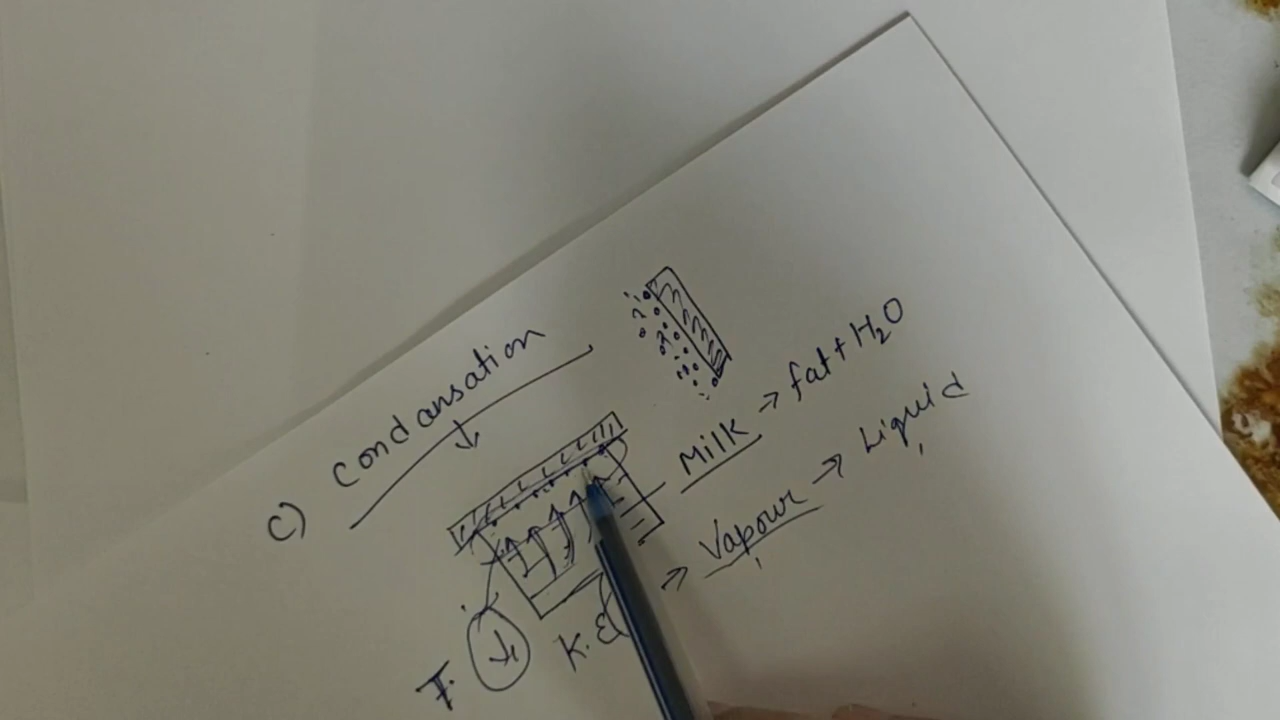 c) Condansation
Milk → fat + H₂O
→ Vapour → Liquid
T. ↓ K.E